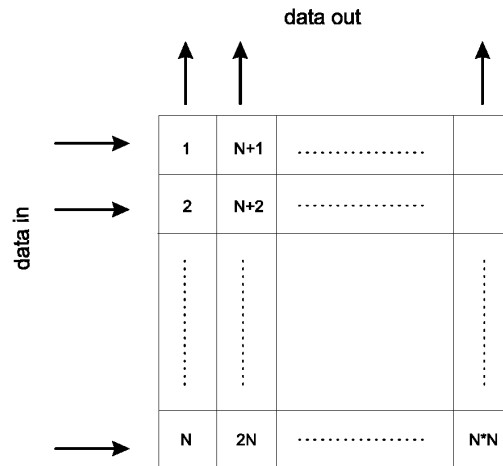 data out
data in
1 N+1 ....................
2 N+2 ....................
N 2N .................... N*N